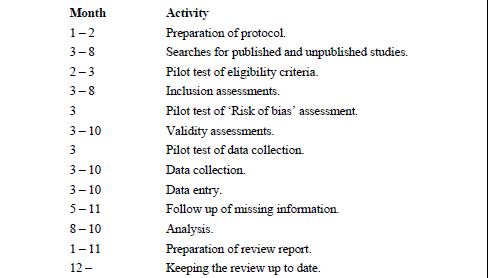 Month Activity
1 – 2 Preparation of protocol.
3 – 8 Searches for published and unpublished studies.
2 – 3 Pilot test of eligibility criteria.
3 – 8 Inclusion assessments.
3 Pilot test of ‘Risk of bias’ assessment.
3 – 10 Validity assessments.
3 Pilot test of data collection.
3 – 10 Data collection.
3 – 10 Data entry.
5 – 11 Follow up of missing information.
8 – 10 Analysis.
1 – 11 Preparation of review report.
12 – Keeping the review up to date.